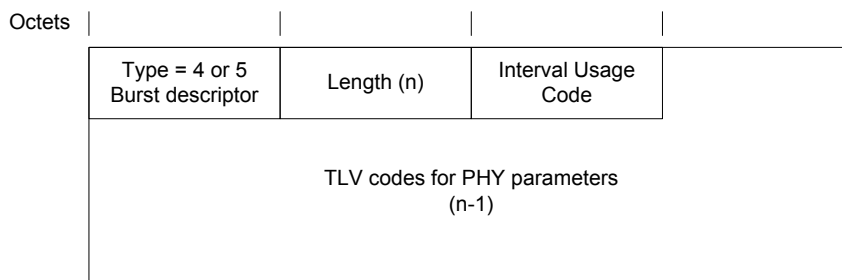 Octets
Type = 4 or 5
Burst descriptor
Length (n)
Interval Usage
Code
TLV codes for PHY parameters
(n-1)